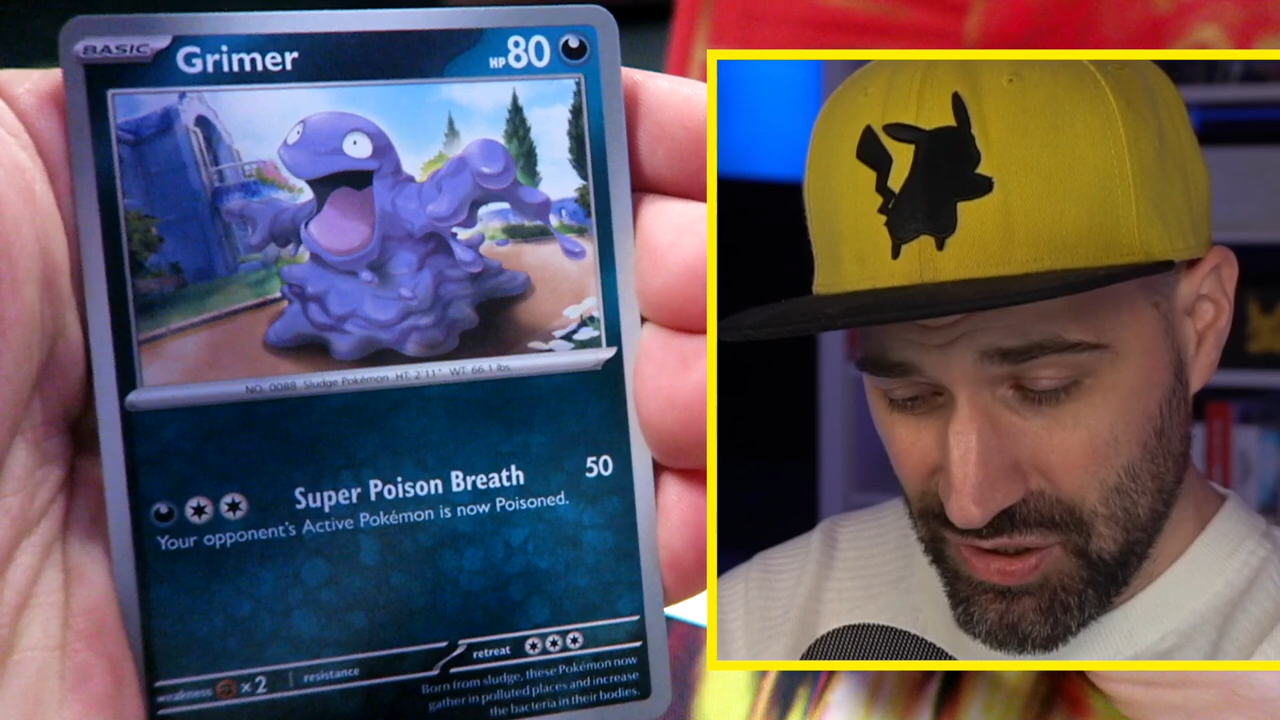 BASIC
Grimer
HP 80
NO. 0088 Sludge Pokémon HT: 2'11" WT: 66.1 lbs.
Super Poison Breath 50
Your opponent's Active Pokémon is now Poisoned.
weakness ×2 resistance
retreat
Born from sludge, these Pokémon now
gather in polluted places and increase
the bacteria in their bodies.